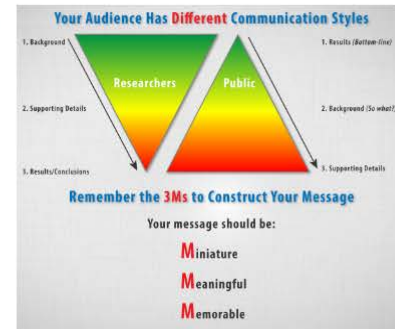 Your Audience Has Different Communication Styles
1. Background
1. Results (Bottom-line)
Researchers
Public
2. Supporting Details
2. Background (So what?)
3. Results/Conclusions
3. Supporting Details
Remember the 3Ms to Construct Your Message
Your message should be:
Miniature
Meaningful
Memorable